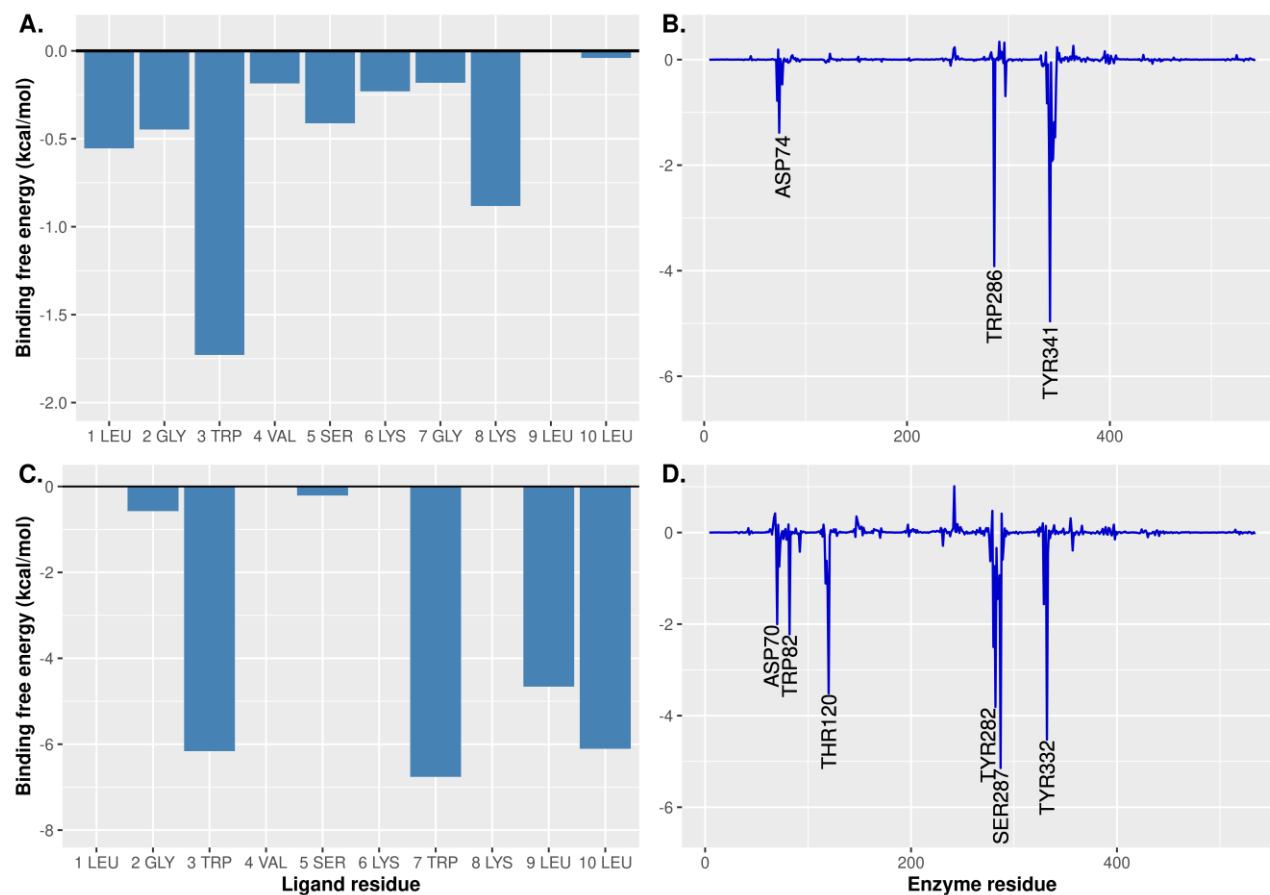 A.
B.
Binding free energy (kcal/mol)
0.0
-0.5
-1.0
-1.5
-2.0
1 LEU 2 GLY 3 TRP 4 VAL 5 SER 6 LYS 7 GLY 8 LYS 9 LEU 10 LEU
0
-2
-4
-6
ASP74
TRP286
TYR341
0 200 400
C.
D.
Binding free energy (kcal/mol)
0
-2
-4
-6
-8
1 LEU 2 GLY 3 TRP 4 VAL 5 SER 6 LYS 7 TRP 8 LYS 9 LEU 10 LEU
Ligand residue
0
-2
-4
-6
ASP70
TRP82
THR120
TYR282
SER287
TYR332
0 200 400
Enzyme residue